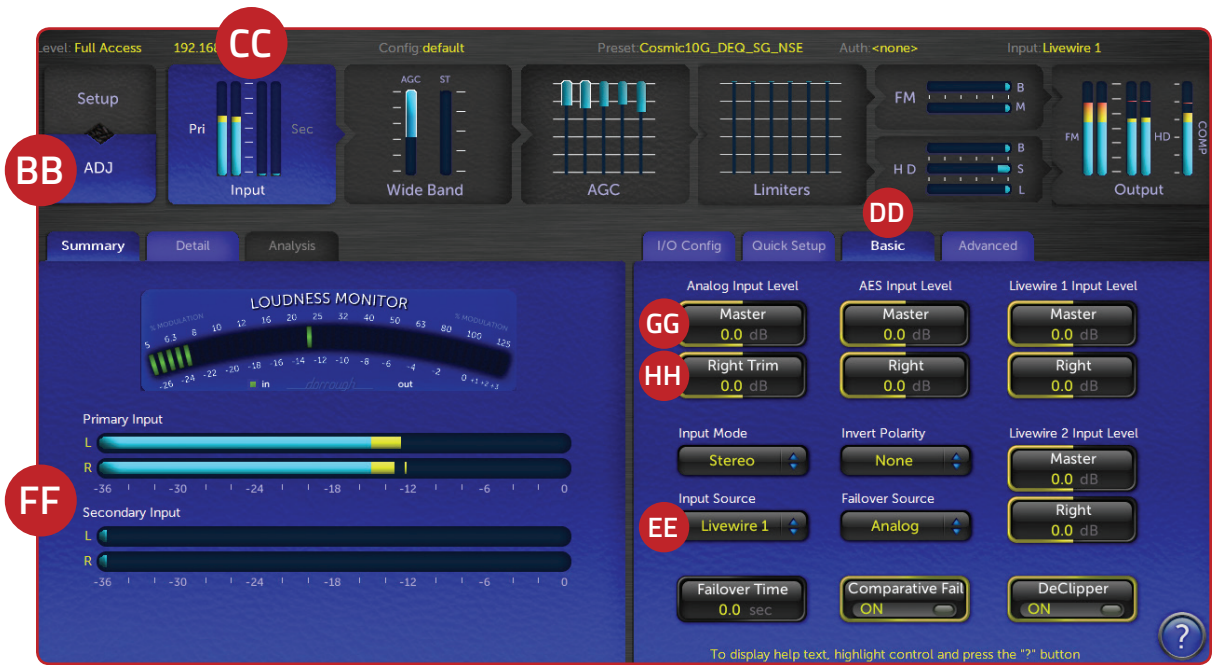 CC
Level: Full Access 192.168 Config: default Preset: Cosmic10G_DEQ_SG_NSE Auth: <none> Input: Livewire 1
BB
Setup
ADJ
Pri Sec
Input
AGC ST
Wide Band
AGC
Limiters
FM B
M
HD B
S
L
FM HD COMP
Output
DD
Summary Detail Analysis
I/O Config Quick Setup Basic Advanced
LOUDNESS MONITOR
% MODULATION % MODULATION
5 6.3 8 10 12 16 20 25 32 40 50 63 80 100 125
-26 -24 -22 -20 -18 -16 -14 -12 -10 -8 -6 -4 -2 0 +1 +2 +3
in dorrough out
Primary Input
L
R
-36 -30 -24 -18 -12 -6 0
FF
Secondary Input
L
R
-36 -30 -24 -18 -12 -6 0
Analog Input Level AES Input Level Livewire 1 Input Level
GG
Master Master Master
0.0 dB 0.0 dB 0.0 dB
HH
Right Trim Right Right
0.0 dB 0.0 dB 0.0 dB
Input Mode Invert Polarity Livewire 2 Input Level
Stereo None Master
0.0 dB
Input Source Failover Source Right
EE
Livewire 1 Analog 0.0 dB
Failover Time Comparative Fail DeClipper
0.0 sec ON ON
?
To display help text, highlight control and press the "?" button